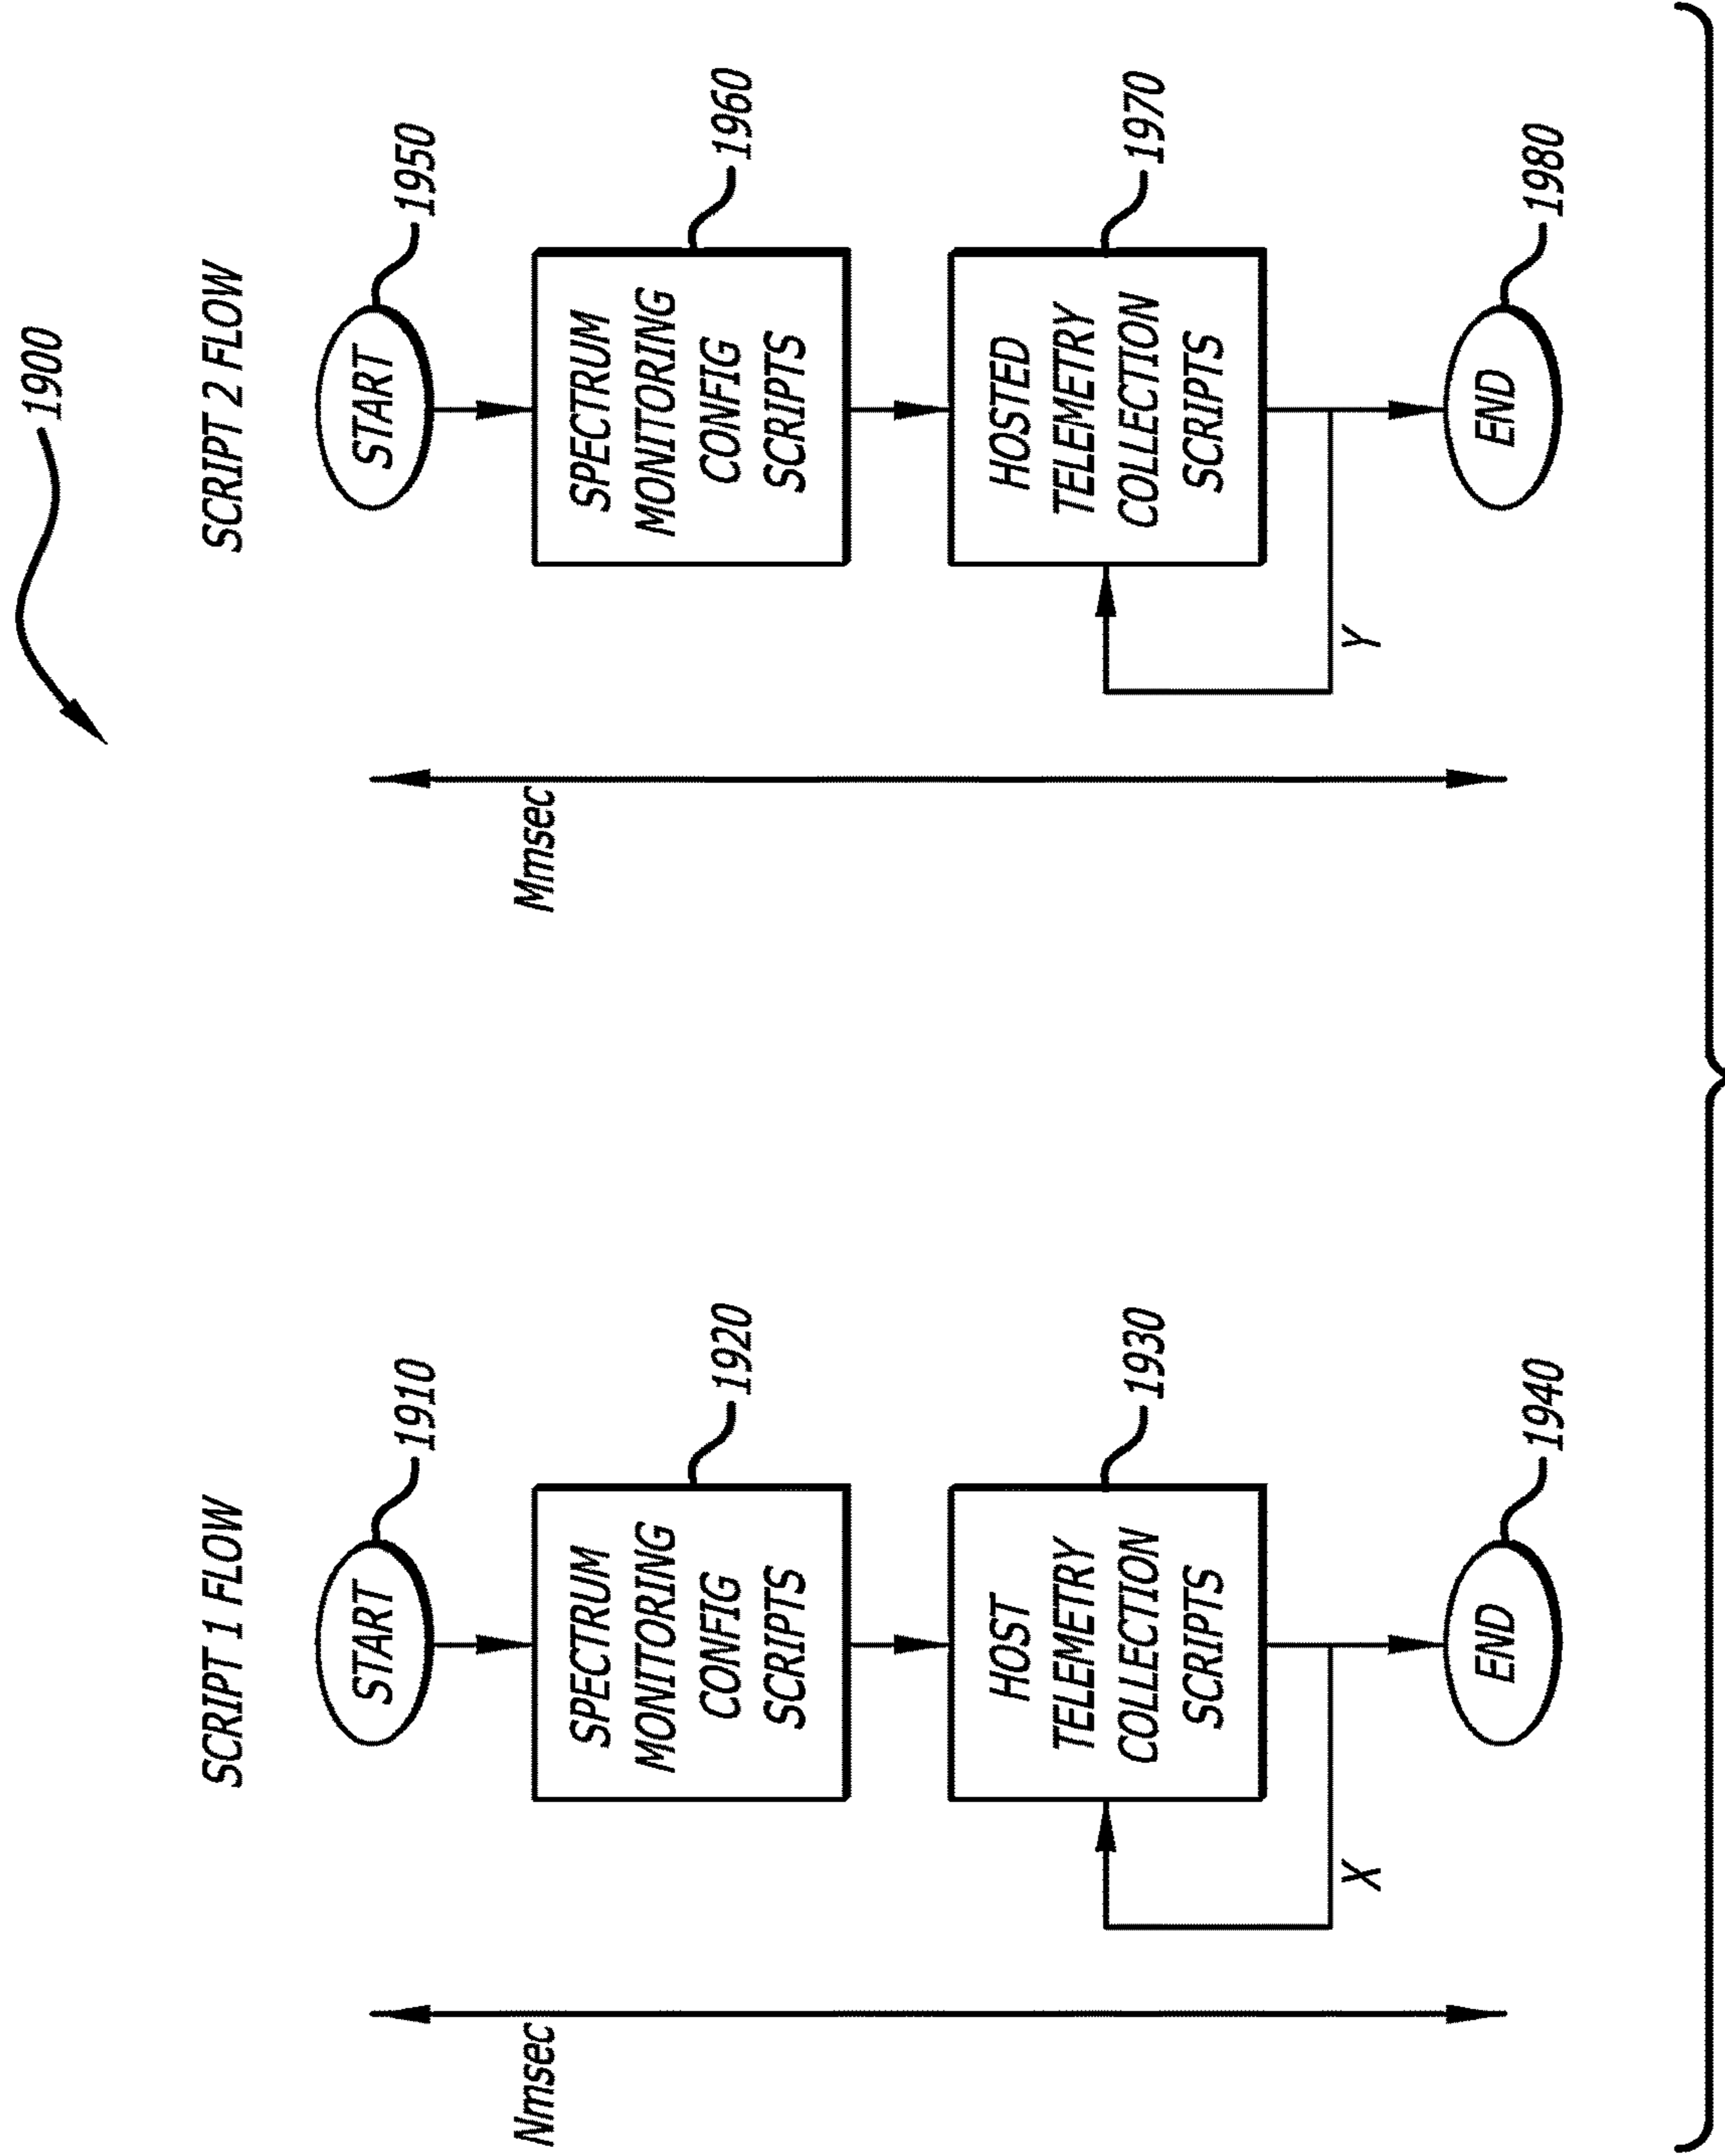 1900
SCRIPT 1 FLOW
START
1910
Nmsec
SPECTRUM
MONITORING
CONFIG
SCRIPTS
1920
HOST
TELEMETRY
COLLECTION
SCRIPTS
1930
X
END
1940
SCRIPT 2 FLOW
START
1950
Mmsec
SPECTRUM
MONITORING
CONFIG
SCRIPTS
1960
HOSTED
TELEMETRY
COLLECTION
SCRIPTS
1970
Y
END
1980